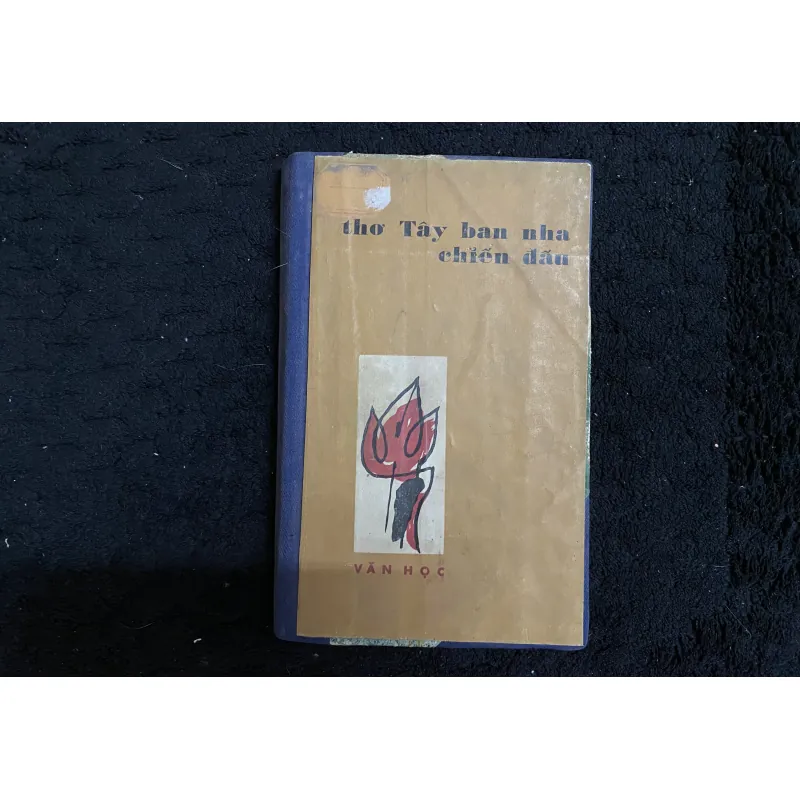 thơ Tây ban nha
chiến đấu
VĂN HỌC